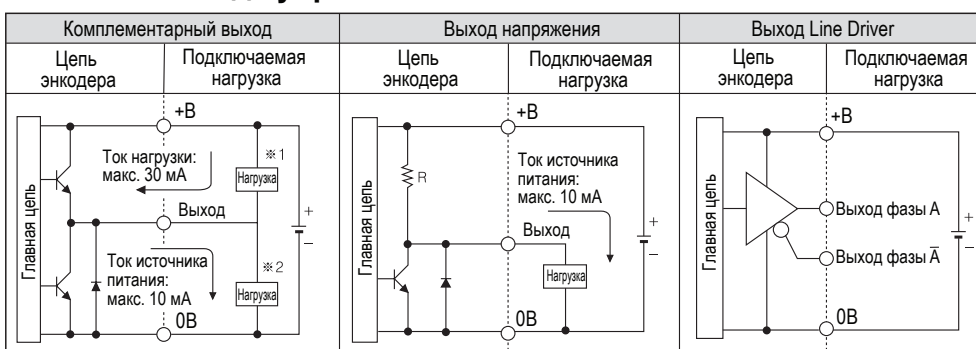 Комплементарный выход
Выход напряжения
Выход Line Driver
Цепь
энкодера
Подключаемая
нагрузка
Цепь
энкодера
Подключаемая
нагрузка
Цепь
энкодера
Подключаемая
нагрузка
Главная цепь
+В
Ток нагрузки:
макс. 30 мА
※1
Нагрузка
Выход
+
−
Ток источника
питания:
макс. 10 мА
※2
Нагрузка
0В
Главная цепь
+В
R
Ток источника
питания:
макс. 10 мА
Выход
Нагрузка
+
−
0В
Главная цепь
+В
Выход фазы A
Выход фазы A̅
+
−
0В